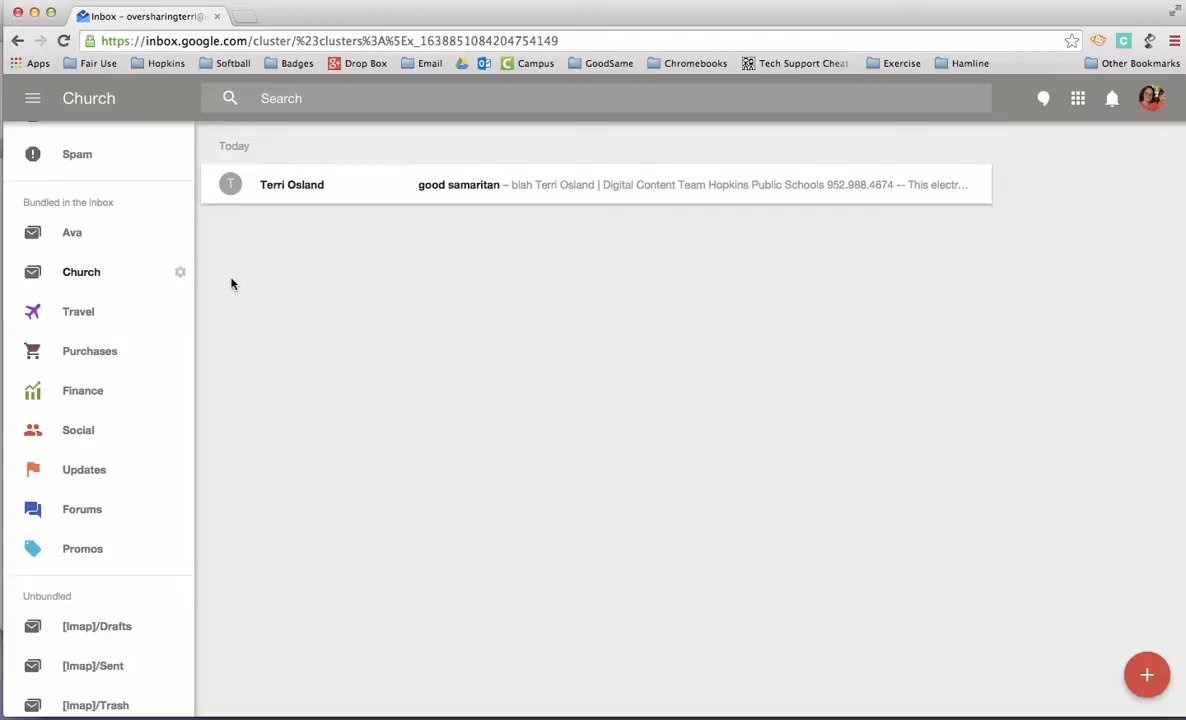 Inbox – oversharingterri@
https://inbox.google.com/cluster/%23clusters%3A%5Ex_1638851084204754149
Apps Fair Use Hopkins Softball Badges Drop Box Email Campus GoodSame Chromebooks Tech Support Cheat Exercise Hamline Other Bookmarks
Church Search
Today
Spam
T Terri Osland good samaritan – blah Terri Osland | Digital Content Team Hopkins Public Schools 952.988.4674 -- This electr...
Bundled in the Inbox
Ava
Church
Travel
Purchases
Finance
Social
Updates
Forums
Promos
Unbundled
[Imap]/Drafts
[Imap]/Sent
[Imap]/Trash